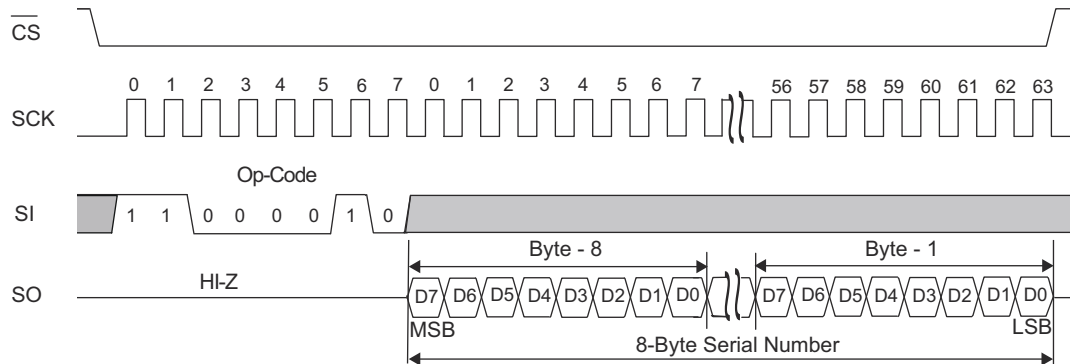 CS
SCK
0 1 2 3 4 5 6 7 0 1 2 3 4 5 6 7 56 57 58 59 60 61 62 63
Op-Code
SI
1 1 0 0 0 0 1 0
Byte - 8 Byte - 1
SO
HI-Z
D7 D6 D5 D4 D3 D2 D1 D0 D7 D6 D5 D4 D3 D2 D1 D0
MSB LSB
8-Byte Serial Number